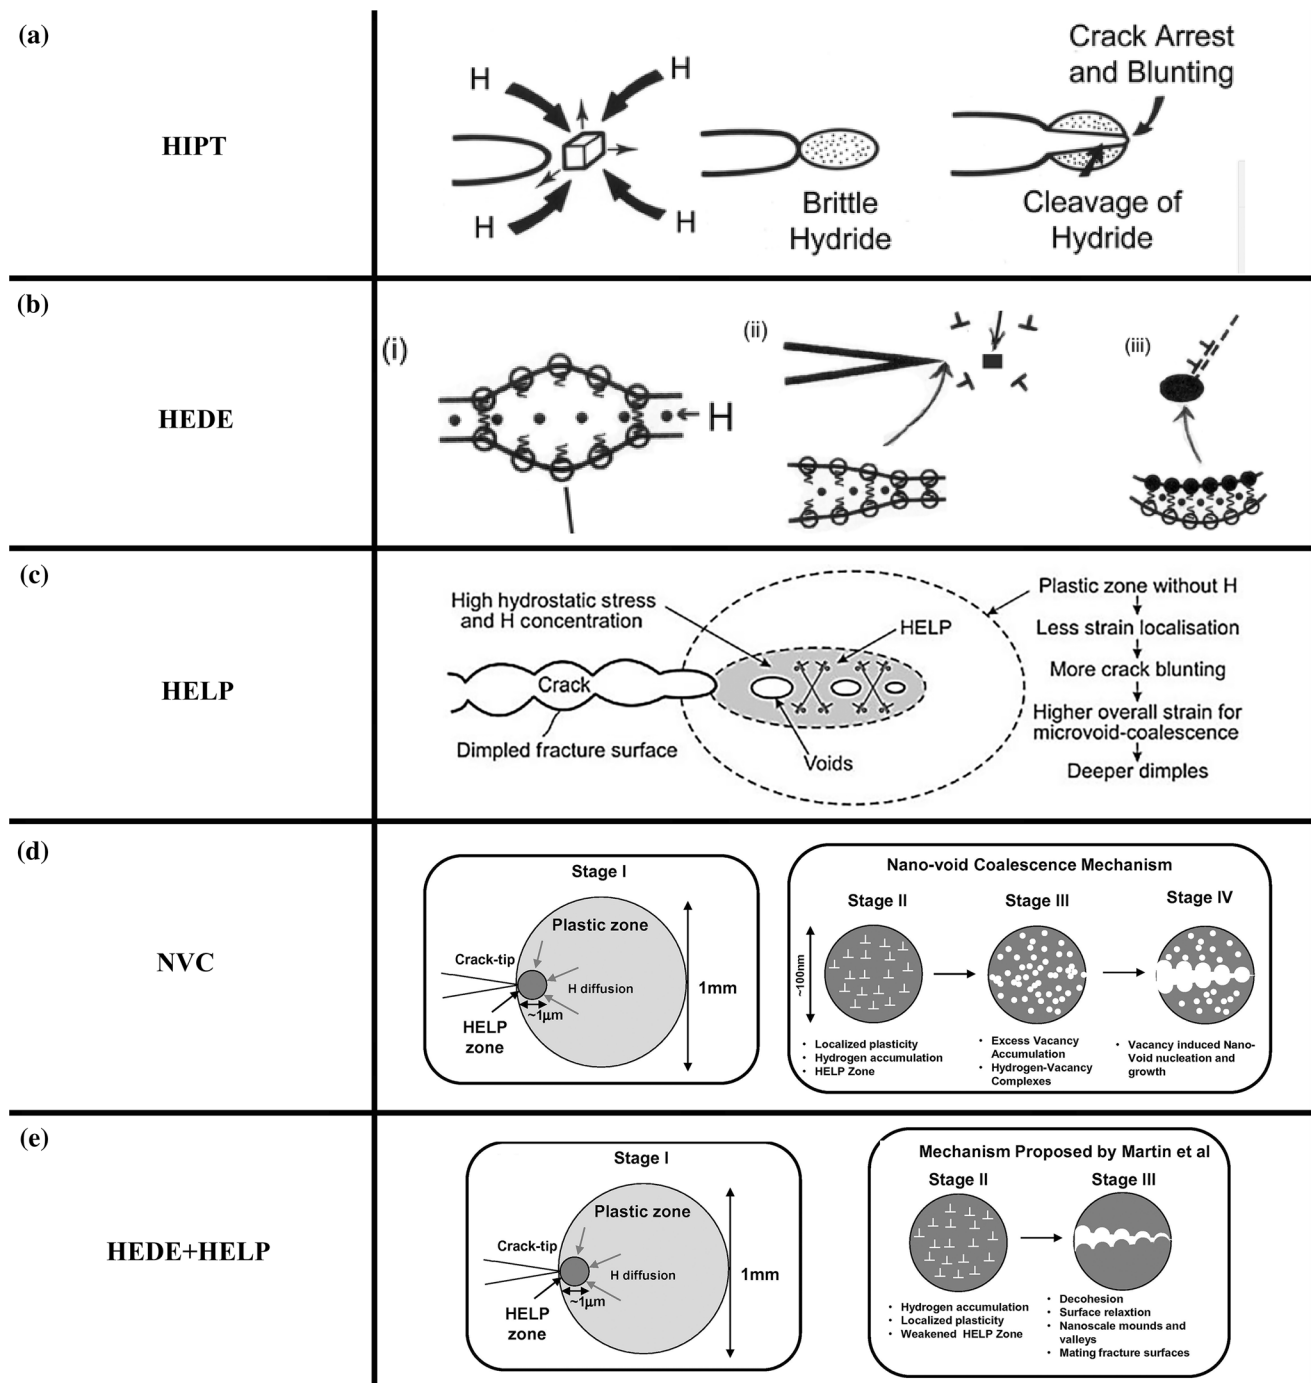 (a)
HIPT
H
H
H
H
Brittle
Hydride
Crack Arrest
and Blunting
Cleavage of
Hydride
(b)
HEDE
(i)
H
(ii)
(iii)
(c)
HELP
High hydrostatic stress
and H concentration
HELP
Crack
Dimpled fracture surface
Voids
Plastic zone without H
Less strain localisation
More crack blunting
Higher overall strain for
microvoid-coalescence
Deeper dimples
(d)
NVC
Stage I
Plastic zone
Crack-tip
H diffusion
~1μm
HELP
zone
1mm
Nano-void Coalescence Mechanism
Stage II
Stage III
Stage IV
~100nm
• Localized plasticity
• Hydrogen accumulation
• HELP Zone
• Excess Vacancy
Accumulation
• Hydrogen-Vacancy
Complexes
• Vacancy induced Nano-
Void nucleation and
growth
(e)
HEDE+HELP
Stage I
Plastic zone
Crack-tip
H diffusion
~1μm
HELP
zone
1mm
Mechanism Proposed by Martin et al
Stage II
Stage III
• Hydrogen accumulation
• Localized plasticity
• Weakened HELP Zone
• Decohesion
• Surface relaxtion
• Nanoscale mounds and
valleys
• Mating fracture surfaces